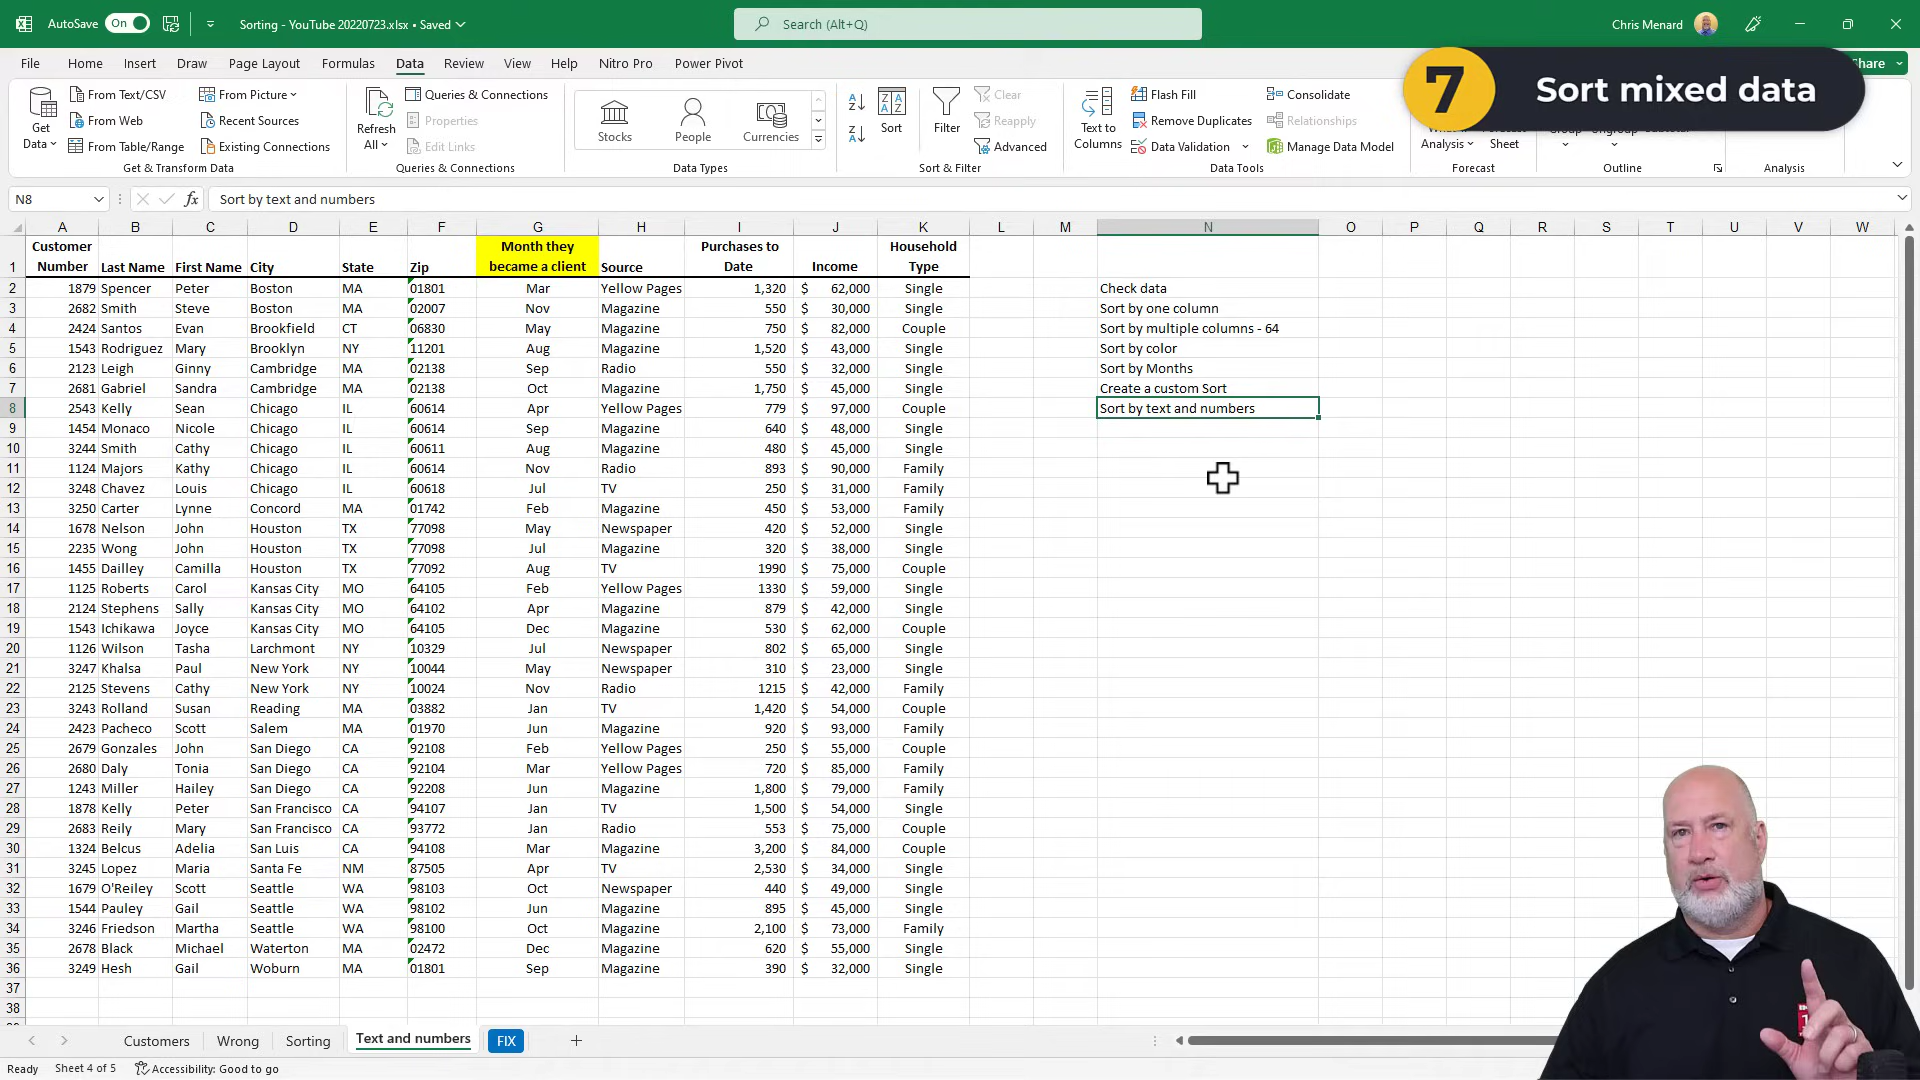 AutoSave On Sorting - YouTube 20220723.xlsx • Saved Search (Alt+Q) Chris Menard
File Home Insert Draw Page Layout Formulas Data Review View Help Nitro Pro Power Pivot Share
7 Sort mixed data
Get Data From Text/CSV From Web From Table/Range From Picture Recent Sources Existing Connections
Get & Transform Data
Refresh All Queries & Connections Properties Edit Links
Queries & Connections
Stocks People Currencies
Data Types
Sort Filter Clear Reapply Advanced
Sort & Filter
Text to Columns Flash Fill Remove Duplicates Data Validation Consolidate Relationships Manage Data Model
Data Tools
Analysis Sheet
Forecast
Outline
Analysis
N8 fx Sort by text and numbers
A B C D E F G H I J K L M N O P Q R S T U V W
1 Customer Number Last Name First Name City State Zip Month they became a client Source Purchases to Date Income Household Type
2 1879 Spencer Peter Boston MA 01801 Mar Yellow Pages 1,320 $ 62,000 Single Check data
3 2682 Smith Steve Boston MA 02007 Nov Magazine 550 $ 30,000 Single Sort by one column
4 2424 Santos Evan Brookfield CT 06830 May Magazine 750 $ 82,000 Couple Sort by multiple columns - 64
5 1543 Rodriguez Mary Brooklyn NY 11201 Aug Magazine 1,520 $ 43,000 Single Sort by color
6 2123 Leigh Ginny Cambridge MA 02138 Sep Radio 550 $ 32,000 Single Sort by Months
7 2681 Gabriel Sandra Cambridge MA 02138 Oct Magazine 1,750 $ 45,000 Single Create a custom Sort
8 2543 Kelly Sean Chicago IL 60614 Apr Yellow Pages 779 $ 97,000 Couple Sort by text and numbers
9 1454 Monaco Nicole Chicago IL 60614 Sep Magazine 640 $ 48,000 Single
10 3244 Smith Cathy Chicago IL 60611 Aug Magazine 480 $ 45,000 Single
11 1124 Majors Kathy Chicago IL 60614 Nov Radio 893 $ 90,000 Family
12 3248 Chavez Louis Chicago IL 60618 Jul TV 250 $ 31,000 Family
13 3250 Carter Lynne Concord MA 01742 Feb Magazine 450 $ 53,000 Family
14 1678 Nelson John Houston TX 77098 May Newspaper 420 $ 52,000 Single
15 2235 Wong John Houston TX 77098 Jul Magazine 320 $ 38,000 Single
16 1455 Dailley Camilla Houston TX 77092 Aug TV 1990 $ 75,000 Couple
17 1125 Roberts Carol Kansas City MO 64105 Feb Yellow Pages 1330 $ 59,000 Single
18 2124 Stephens Sally Kansas City MO 64102 Apr Magazine 879 $ 42,000 Single
19 1543 Ichikawa Joyce Kansas City MO 64105 Dec Magazine 530 $ 62,000 Couple
20 1126 Wilson Tasha Larchmont NY 10329 Jul Newspaper 802 $ 65,000 Single
21 3247 Khalsa Paul New York NY 10044 May Newspaper 310 $ 23,000 Single
22 2125 Stevens Cathy New York NY 10024 Nov Radio 1215 $ 42,000 Family
23 3243 Rolland Susan Reading MA 03882 Jan TV 1,420 $ 54,000 Couple
24 2423 Pacheco Scott Salem MA 01970 Jun Magazine 920 $ 93,000 Family
25 2679 Gonzales John San Diego CA 92108 Feb Yellow Pages 250 $ 55,000 Couple
26 2680 Daly Tonia San Diego CA 92104 Mar Yellow Pages 720 $ 85,000 Family
27 1243 Miller Hailey San Diego CA 92208 Jun Magazine 1,800 $ 79,000 Family
28 1878 Kelly Peter San Francisco CA 94107 Jan TV 1,500 $ 54,000 Single
29 2683 Reily Mary San Francisco CA 93772 Jan Radio 553 $ 75,000 Couple
30 1324 Belcus Adelia San Luis CA 94108 Mar Magazine 3,200 $ 84,000 Couple
31 3245 Lopez Maria Santa Fe NM 87505 Apr TV 2,530 $ 34,000 Single
32 1679 O'Reiley Scott Seattle WA 98103 Oct Newspaper 440 $ 49,000 Single
33 1544 Pauley Gail Seattle WA 98102 Jun Magazine 895 $ 45,000 Single
34 3246 Friedson Martha Seattle WA 98100 Oct Magazine 2,100 $ 73,000 Family
35 2678 Black Michael Waterton MA 02472 Dec Magazine 620 $ 55,000 Single
36 3249 Hesh Gail Woburn MA 01801 Sep Magazine 390 $ 32,000 Single
37
38
Customers Wrong Sorting Text and numbers FIX
Ready Sheet 4 of 5 Accessibility: Good to go